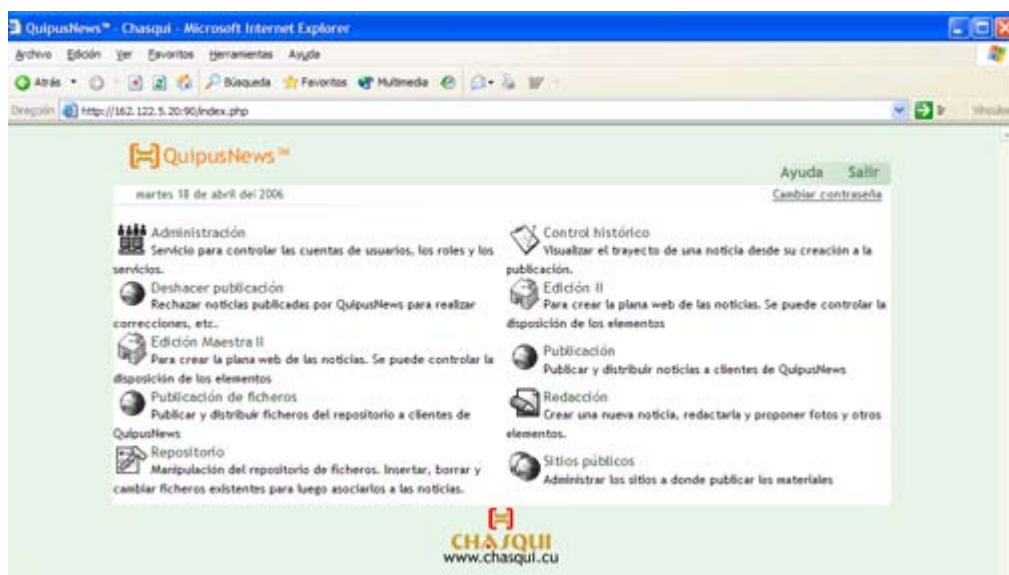 QuipusNews™ - Chasqui - Microsoft Internet Explorer
Archivo Edición Ver Favoritos Herramientas Ayuda
Atrás Búsqueda Favoritos Multimedia
Dirección http://162.122.5.20:90/index.php Ir Vínculos
QuipusNews™
Ayuda Salir
martes 18 de abril del 2006 Cambiar contraseña
Administración
Servicio para controlar las cuentas de usuarios, los roles y los
servicios.
Deshacer publicación
Rechazar noticias publicadas por QuipusNews para realizar
correcciones, etc.
Edición Maestra II
Para crear la plana web de las noticias. Se puede controlar la
disposición de los elementos
Publicación de ficheros
Publicar y distribuir ficheros del repositorio a clientes de
QuipusNews
Repositorio
Manipulación del repositorio de ficheros. Insertar, borrar y
cambiar ficheros existentes para luego asociarlos a las noticias.
Control histórico
Visualizar el trayecto de una noticia desde su creación a la
publicación.
Edición II
Para crear la plana web de las noticias. Se puede controlar la
disposición de los elementos
Publicación
Publicar y distribuir noticias a clientes de QuipusNews
Redacción
Crear una nueva noticia, redactarla y proponer fotos y otros
elementos.
Sitios públicos
Administrar los sitios a donde publicar los materiales
CHASQUI
www.chasqui.cu